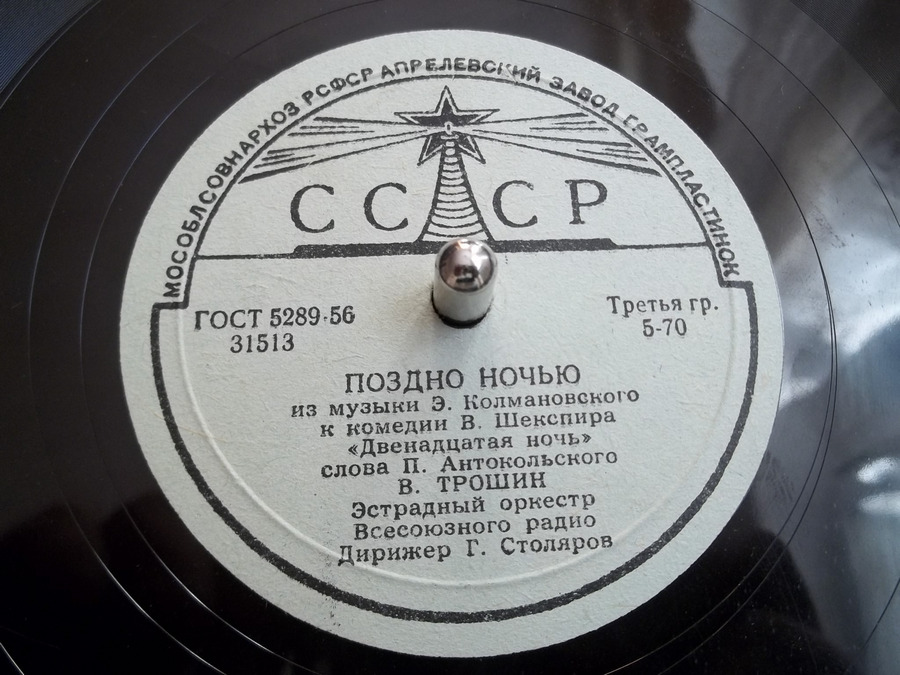 МОСОБЛСОВНАРХОЗ РСФСР АПРЕЛЕВСКИЙ ЗАВОД ГРАМПЛАСТИНОК
СССР
ГОСТ 5289-56
31513
Третья гр.
5-70
ПОЗДНО НОЧЬЮ
из музыки Э. Колмановского
к комедии В. Шекспира
«Двенадцатая ночь»
слова П. Антокольского
В. ТРОШИН
Эстрадный оркестр
Всесоюзного радио
Дирижер Г. Столяров